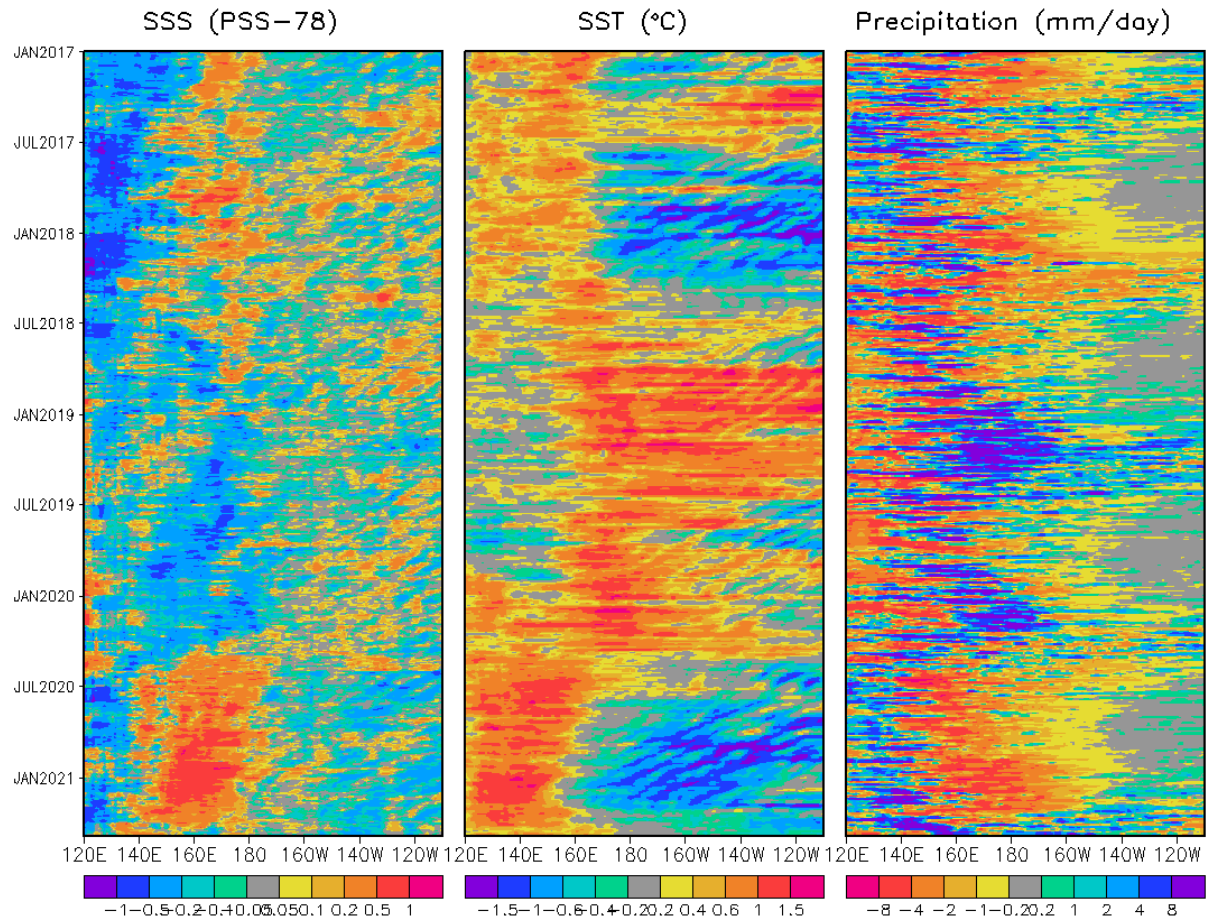 SSS (PSS-78) SST (°C) Precipitation (mm/day)
JAN2017
JUL2017
JAN2018
JUL2018
JAN2019
JUL2019
JAN2020
JUL2020
JAN2021
120E 140E 160E 180 160W 140W 120W 120E 140E 160E 180 160W 140W 120W 120E 140E 160E 180 160W 140W 120W
-1 -0.5 -0.2 -0.1 -0.05 0.05 0.1 0.2 0.5 1 -1.5 -1 -0.6 -0.4 -0.2 0.2 0.4 0.6 1 1.5 -8 -4 -2 -1 -0.2 0.2 1 2 4 8